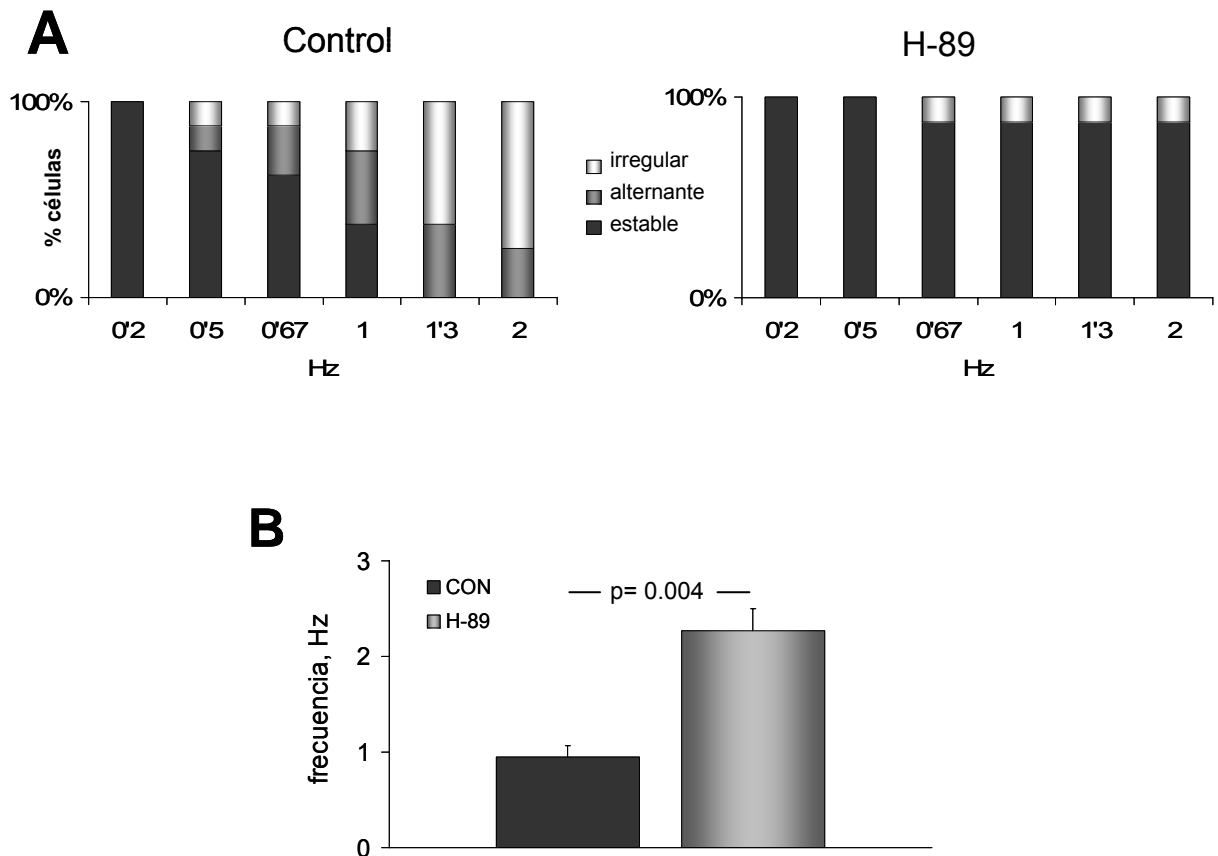 A
Control
H-89
100%
% células
0%
0'2 0'5 0'67 1 1'3 2
Hz
irregular
alternante
estable
100%
0%
0'2 0'5 0'67 1 1'3 2
Hz
B
frecuencia, Hz
3
2
1
0
CON
H-89
p= 0.004